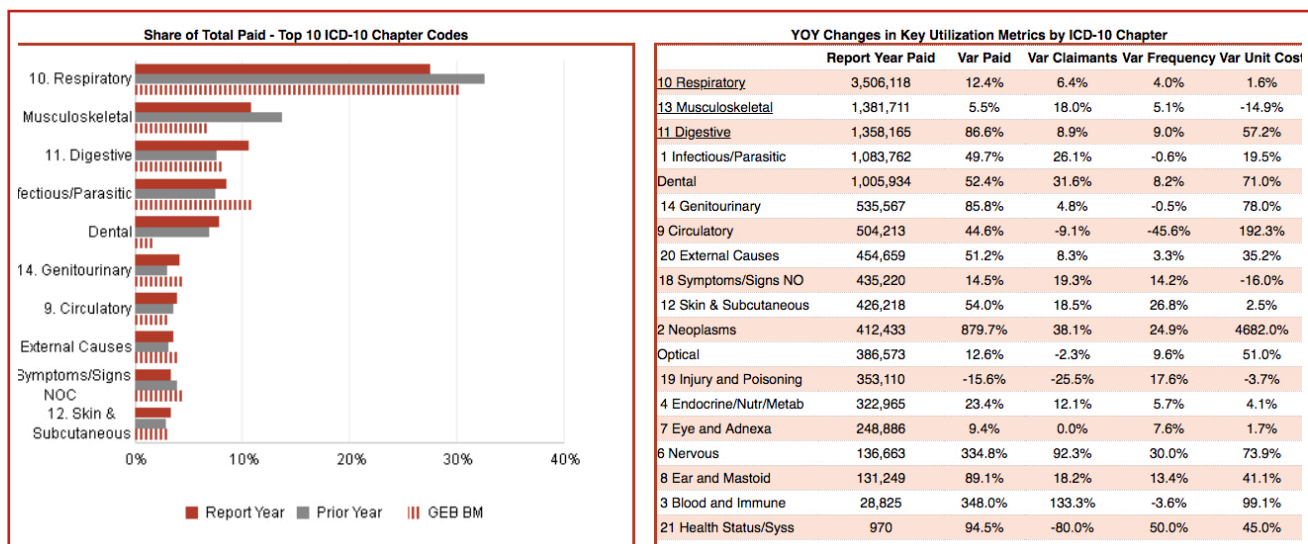 Share of Total Paid - Top 10 ICD-10 Chapter Codes
10. Respiratory
Musculoskeletal
11. Digestive
fectious/Parasitic
Dental
14. Genitourinary
9. Circulatory
External Causes
Symptoms/Signs
NOC
12. Skin &
Subcutaneous
0% 10% 20% 30% 40%
Report Year Prior Year GEB BM
YOY Changes in Key Utilization Metrics by ICD-10 Chapter
Report Year Paid Var Paid Var Claimants Var Frequency Var Unit Cost
10 Respiratory 3,506,118 12.4% 6.4% 4.0% 1.6%
13 Musculoskeletal 1,381,711 5.5% 18.0% 5.1% -14.9%
11 Digestive 1,358,165 86.6% 8.9% 9.0% 57.2%
1 Infectious/Parasitic 1,083,762 49.7% 26.1% -0.6% 19.5%
Dental 1,005,934 52.4% 31.6% 8.2% 71.0%
14 Genitourinary 535,567 85.8% 4.8% -0.5% 78.0%
9 Circulatory 504,213 44.6% -9.1% -45.6% 192.3%
20 External Causes 454,659 51.2% 8.3% 3.3% 35.2%
18 Symptoms/Signs NO 435,220 14.5% 19.3% 14.2% -16.0%
12 Skin & Subcutaneous 426,218 54.0% 18.5% 26.8% 2.5%
2 Neoplasms 412,433 879.7% 38.1% 24.9% 4682.0%
Optical 386,573 12.6% -2.3% 9.6% 51.0%
19 Injury and Poisoning 353,110 -15.6% -25.5% 17.6% -3.7%
4 Endocrine/Nutr/Metab 322,965 23.4% 12.1% 5.7% 4.1%
7 Eye and Adnexa 248,886 9.4% 0.0% 7.6% 1.7%
6 Nervous 136,663 334.8% 92.3% 30.0% 73.9%
8 Ear and Mastoid 131,249 89.1% 18.2% 13.4% 41.1%
3 Blood and Immune 28,825 348.0% 133.3% -3.6% 99.1%
21 Health Status/Syss 970 94.5% -80.0% 50.0% 45.0%